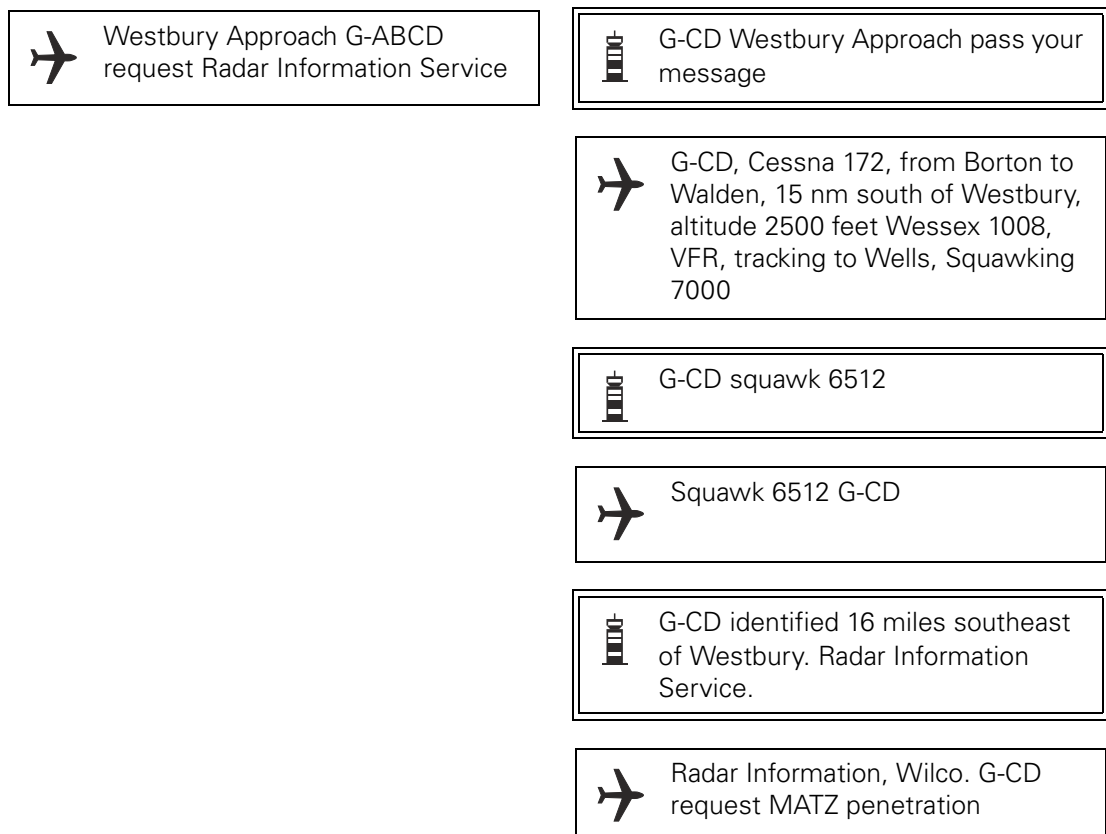 Westbury Approach G-ABCD
request Radar Information Service
G-CD Westbury Approach pass your
message
G-CD, Cessna 172, from Borton to
Walden, 15 nm south of Westbury,
altitude 2500 feet Wessex 1008,
VFR, tracking to Wells, Squawking
7000
G-CD squawk 6512
Squawk 6512 G-CD
G-CD identified 16 miles southeast
of Westbury. Radar Information
Service.
Radar Information, Wilco. G-CD
request MATZ penetration